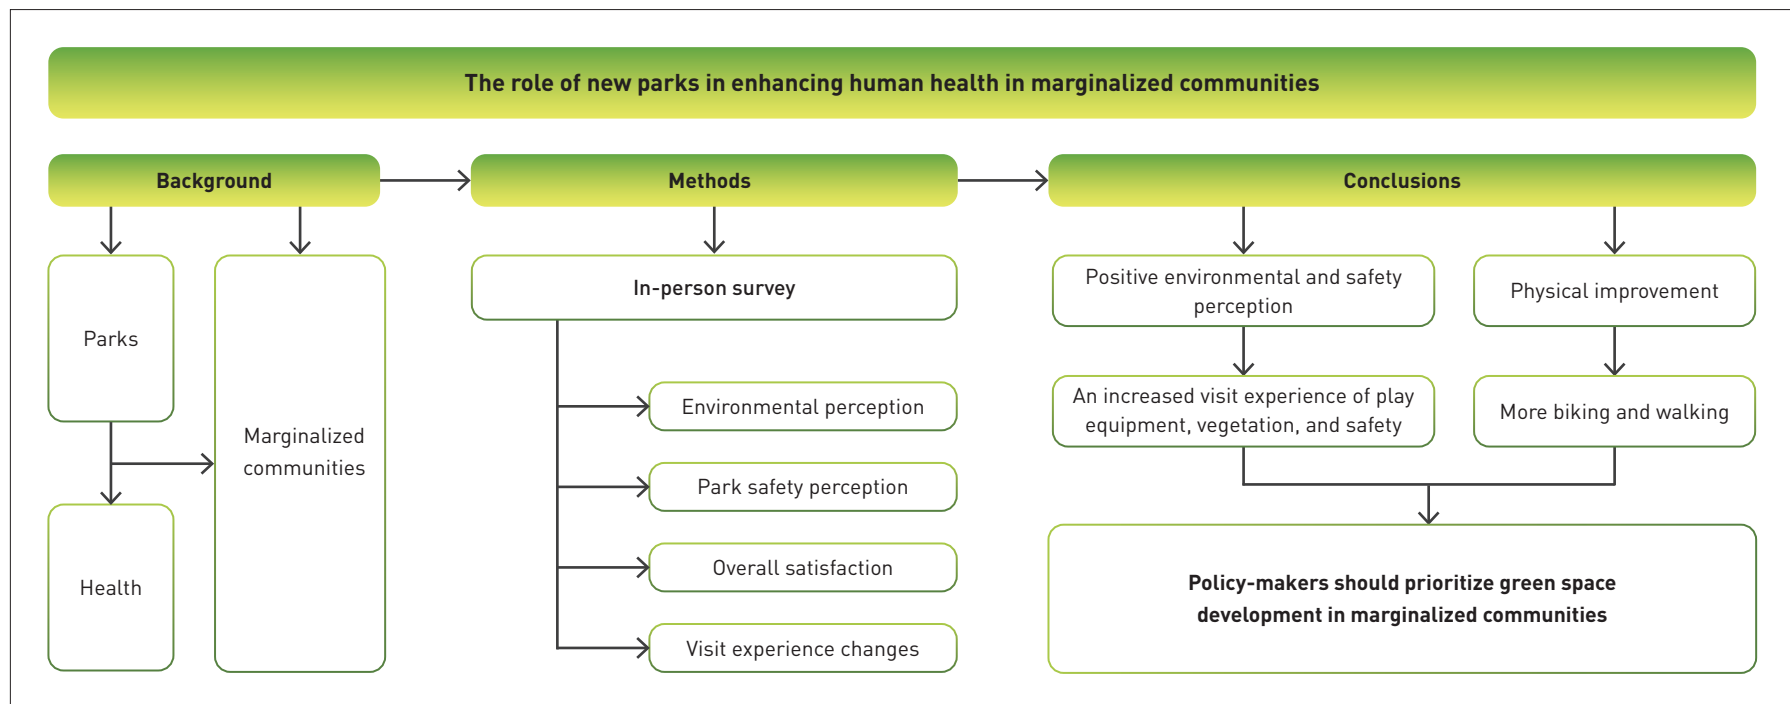 The role of new parks in enhancing human health in marginalized communities
Background
Parks
Health
Marginalized
communities
Methods
In-person survey
Environmental perception
Park safety perception
Overall satisfaction
Visit experience changes
Conclusions
Positive environmental and safety
perception
An increased visit experience of play
equipment, vegetation, and safety
Physical improvement
More biking and walking
Policy-makers should prioritize green space
development in marginalized communities